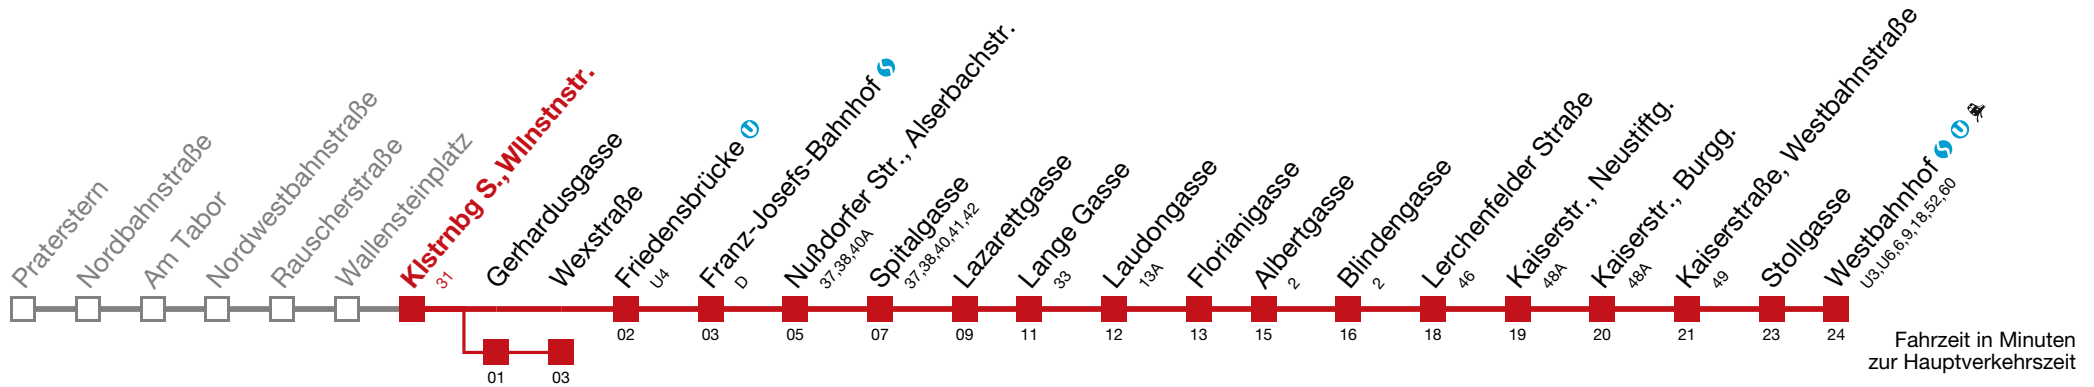 Praterstern
Nordbahnstraße
Am Tabor
Nordwestbahnstraße
Rauscherstraße
Wallensteinplatz
Klstrnbg S.,Wllnstnstr.
31
Gerhardusgasse
Wexstraße
Friedensbrücke U
U4
Franz-Josefs-Bahnhof S
D
Nußdorfer Str., Alserbachstr.
37,38,40A
Spitalgasse
37,38,40,41,42
Lazarettgasse
Lange Gasse
33
Laudongasse
13A
Florianigasse
Albertgasse
2
Blindengasse
2
Lerchenfelder Straße
46
Kaiserstr., Neustiftg.
48A
Kaiserstr., Burgg.
48A
Kaiserstraße, Westbahnstraße
49
Stollgasse
Westbahnhof S U
U3,U6,6,9,18,52,60
02 03 05 07 09 11 12 13 15 16 18 19 20 21 23 24
01 03
Fahrzeit in Minuten
zur Hauptverkehrszeit